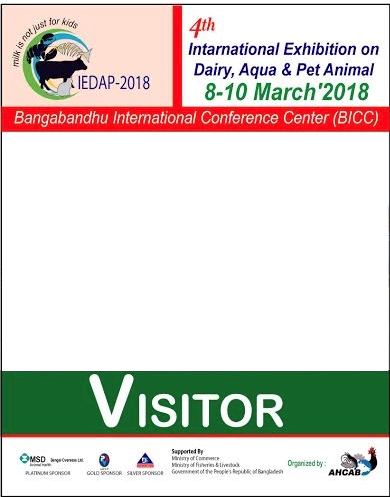 milk is not just for kids
IEDAP-2018
4th
International Exhibition on
Dairy, Aqua & Pet Animal
8-10 March'2018
Bangabandhu International Conference Center (BICC)
VISITOR
MSD
Animal Health
Bengal Overseas Ltd.
PLATINUM SPONSOR
GOLD SPONSOR
SILVER SPONSOR
Supported By
Ministry of Commerce
Ministry of Fisheries & Livestock
Government of the People's Republic of Bangladesh
Organized by :
AHCAB